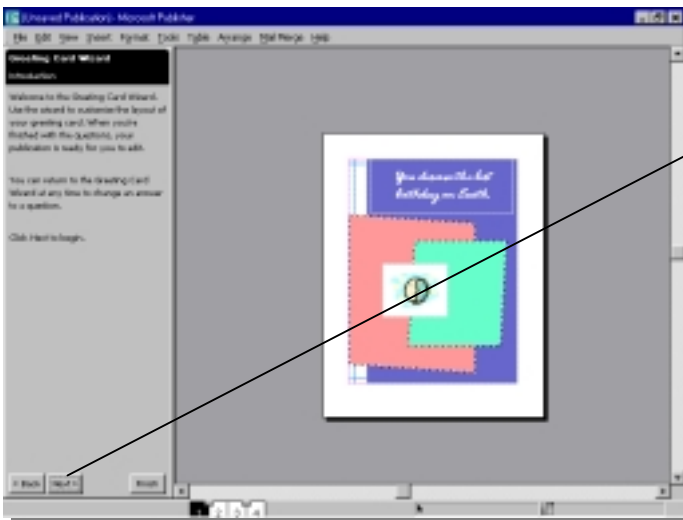 [Unsaved Publication] - Microsoft Publisher
File Edit View Insert Format Tools Table Arrange Mail Merge Help
Greeting Card Wizard
Introduction
Welcome to the Greeting Card Wizard.
Use the wizard to customize the layout of
your greeting card. When you're
finished with the questions, your
publication is ready for you to edit.
You can return to the Greeting Card
Wizard at any time to change an answer
to a question.
Click Next to begin.
You deserve the best
birthday on Earth.
< Back Next > Finish
1 2 3 4